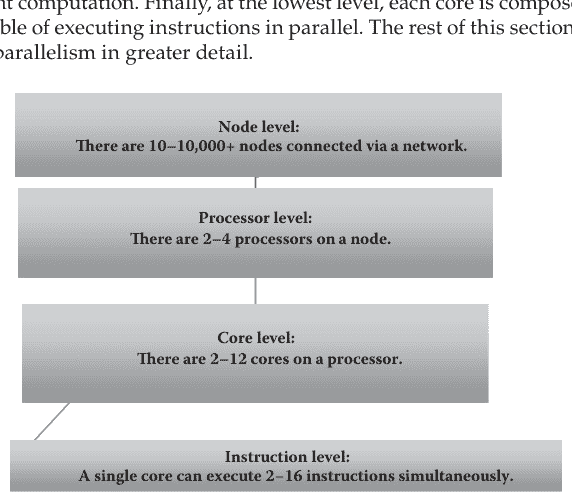 nt computation. Finally, at the lowest level, each core is compose
ble of executing instructions in parallel. The rest of this section
parallelism in greater detail.
Node level:
There are 10–10,000+ nodes connected via a network.
Processor level:
There are 2–4 processors on a node.
Core level:
There are 2–12 cores on a processor.
Instruction level:
A single core can execute 2–16 instructions simultaneously.